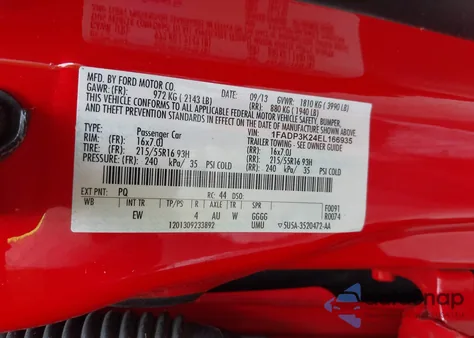 MFD. BY FORD MOTOR CO.
09/13 GVWR: 1810 KG ( 3990 LB)
GAWR: (FR): 972 KG ( 2143 LB) (RR): 880 KG ( 1940 LB)
THIS VEHICLE CONFORMS TO ALL APPLICABLE FEDERAL MOTOR VEHICLE SAFETY, BUMPER,
AND THEFT PREVENTION STANDARDS IN EFFECT ON THE DATE OF MANUFACTURE SHOWN ABOVE.
VIN: 1FADP3K24EL166935
TYPE: Passenger Car TRAILER TOWING - SEE OWNER GUIDE
RIM: (FR): 16x7.0J (RR): 16x7.0J
TIRE: (FR): 215/55R16 93H (RR): 215/55R16 93H
PRESSURE: (FR): 240 kPa/ 35 PSI COLD (RR): 240 kPa/ 35 PSI COLD
EXT PNT: PQ RC: 44 DSO:
WB INT TR TP/PS R AXLE TR SPR F0091
EW 4 AU W GGGG R0074
1201309233892 UMU 5U5A-3520472-AA